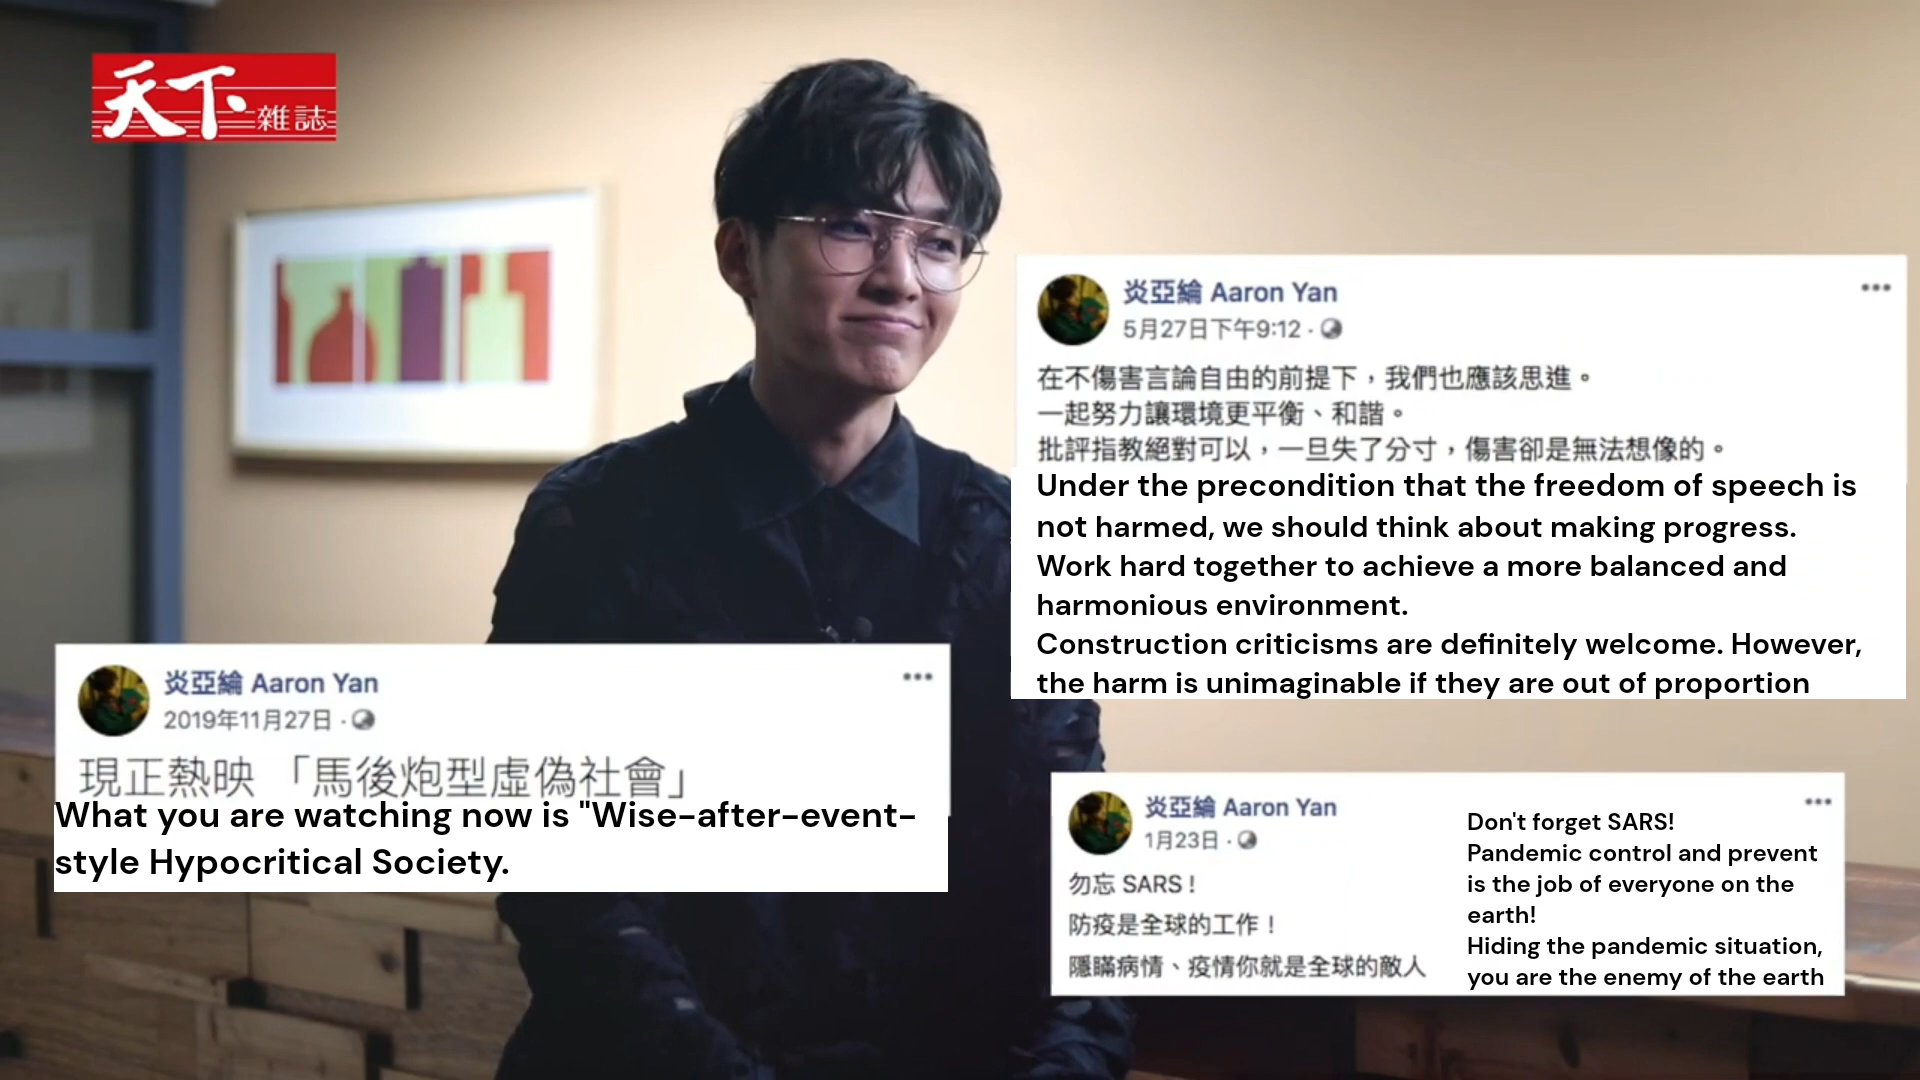 天下雜誌
炎亞綸 Aaron Yan
5月27日下午9:12 ·
在不傷害言論自由的前提下，我們也應該思進。
一起努力讓環境更平衡、和諧。
批評指教絕對可以，一旦失了分寸，傷害卻是無法想像的。
Under the precondition that the freedom of speech is
not harmed, we should think about making progress.
Work hard together to achieve a more balanced and
harmonious environment.
Construction criticisms are definitely welcome. However,
the harm is unimaginable if they are out of proportion
炎亞綸 Aaron Yan
2019年11月27日 ·
現正熱映 「馬後炮型虛偽社會」
What you are watching now is "Wise-after-event-
style Hypocritical Society.
炎亞綸 Aaron Yan
1月23日 ·
勿忘 SARS！
防疫是全球的工作！
隱瞞病情、疫情你就是全球的敵人
Don't forget SARS!
Pandemic control and prevent
is the job of everyone on the
earth!
Hiding the pandemic situation,
you are the enemy of the earth